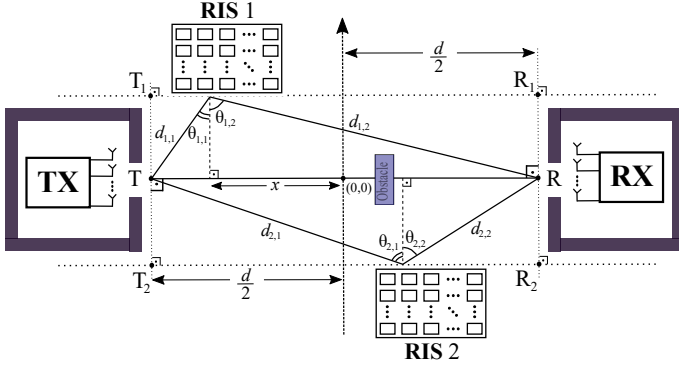 RIS 1
d/2
T₁
R₁
θ₁,₂
d₁,₁
θ₁,₁
d₁,₂
TX
T
x
(0,0)
Obstacle
R
RX
d₂,₁
θ₂,₁
θ₂,₂
d₂,₂
T₂
d/2
R₂
RIS 2